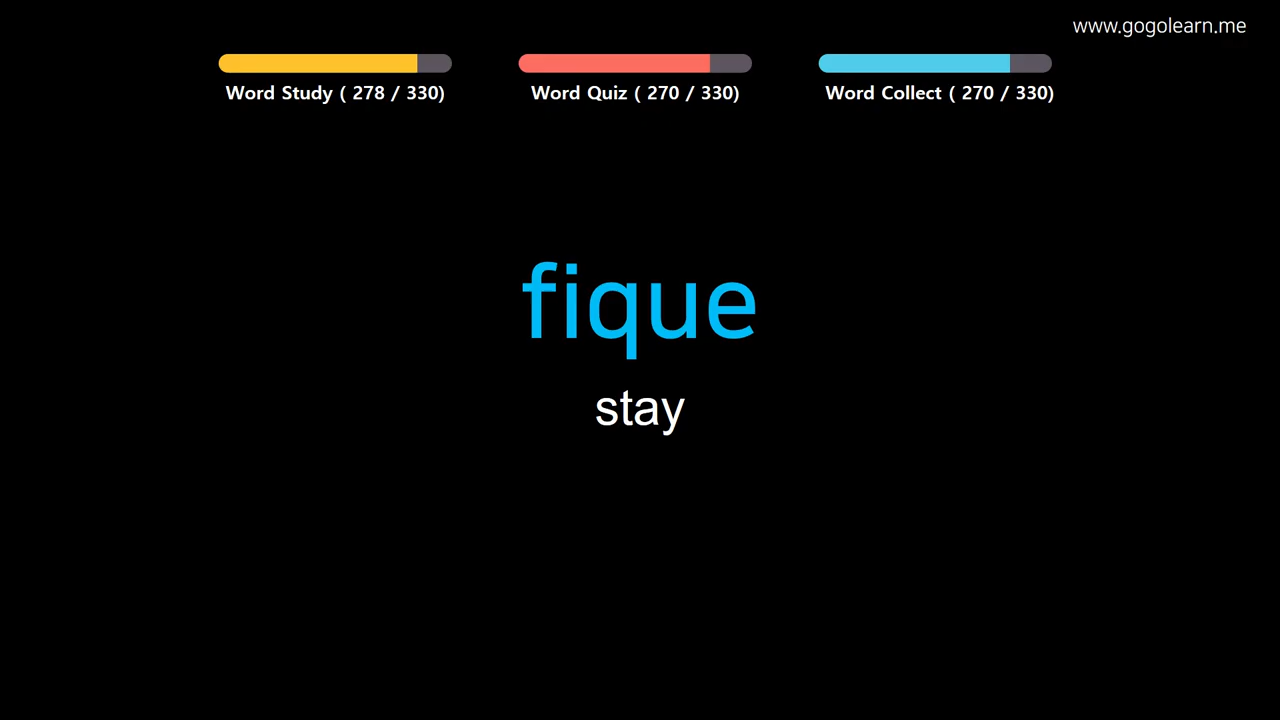 www.gogolearn.me
Word Study ( 278 / 330)
Word Quiz ( 270 / 330)
Word Collect ( 270 / 330)
fique
stay